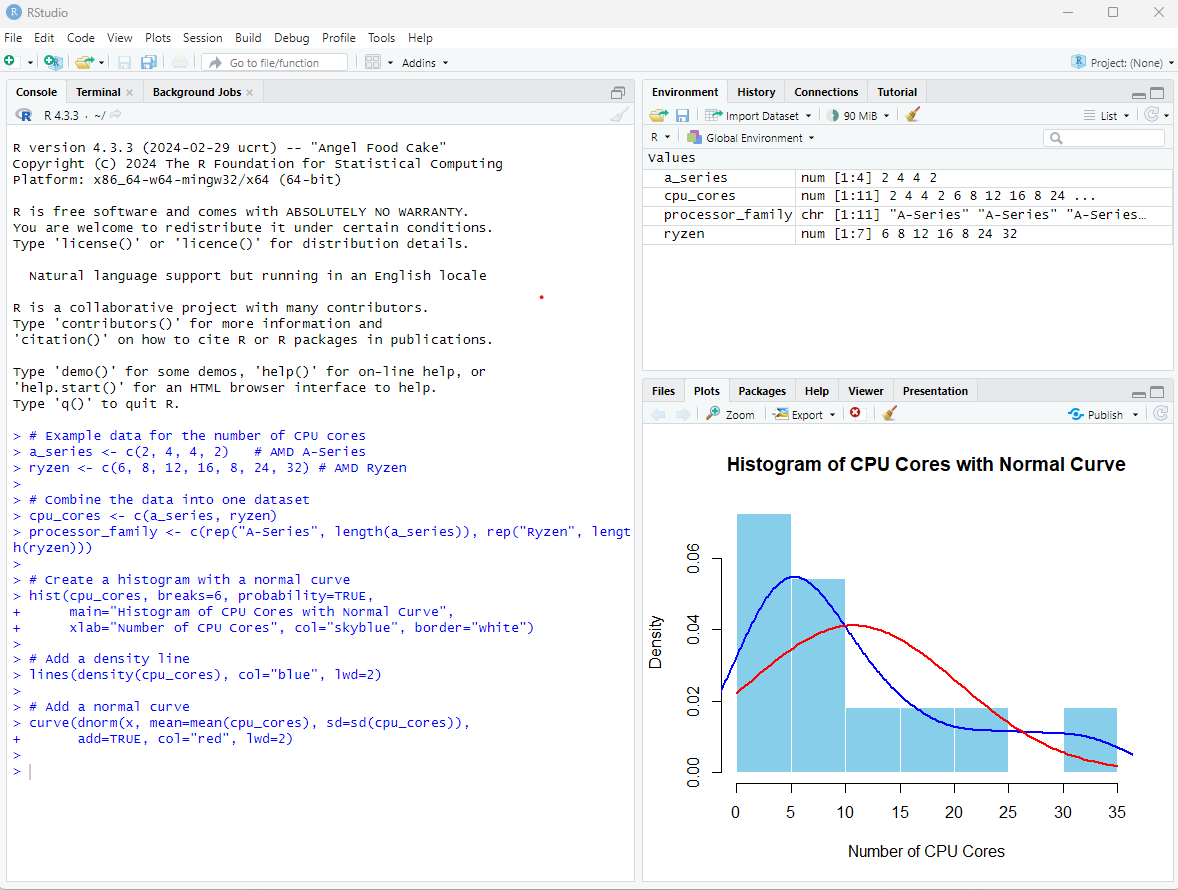 RStudio
File Edit Code View Plots Session Build Debug Profile Tools Help
Go to file/function Addins Project: (None)
Console Terminal Background Jobs
R 4.3.3 · ~/
R version 4.3.3 (2024-02-29 ucrt) -- "Angel Food Cake"
Copyright (C) 2024 The R Foundation for Statistical Computing
Platform: x86_64-w64-mingw32/x64 (64-bit)
R is free software and comes with ABSOLUTELY NO WARRANTY.
You are welcome to redistribute it under certain conditions.
Type 'license()' or 'licence()' for distribution details.
Natural language support but running in an English locale
R is a collaborative project with many contributors.
Type 'contributors()' for more information and
'citation()' on how to cite R or R packages in publications.
Type 'demo()' for some demos, 'help()' for on-line help, or
'help.start()' for an HTML browser interface to help.
Type 'q()' to quit R.
> # Example data for the number of CPU cores
> a_series <- c(2, 4, 4, 2)   # AMD A-Series
> ryzen <- c(6, 8, 12, 16, 8, 24, 32) # AMD Ryzen
>
> # Combine the data into one dataset
> cpu_cores <- c(a_series, ryzen)
> processor_family <- c(rep("A-Series", length(a_series)), rep("Ryzen", lengt
h(ryzen)))
>
> # Create a histogram with a normal curve
> hist(cpu_cores, breaks=6, probability=TRUE,
+      main="Histogram of CPU Cores with Normal Curve",
+      xlab="Number of CPU Cores", col="skyblue", border="white")
>
> # Add a density line
> lines(density(cpu_cores), col="blue", lwd=2)
>
> # Add a normal curve
> curve(dnorm(x, mean=mean(cpu_cores), sd=sd(cpu_cores)),
+       add=TRUE, col="red", lwd=2)
>
>
Environment History Connections Tutorial
Import Dataset 90 MiB List
R Global Environment
Values
a_series num [1:4] 2 4 4 2
cpu_cores num [1:11] 2 4 4 2 6 8 12 16 8 24 ...
processor_family chr [1:11] "A-Series" "A-Series" "A-Series…
ryzen num [1:7] 6 8 12 16 8 24 32
Files Plots Packages Help Viewer Presentation
Zoom Export Publish
Histogram of CPU Cores with Normal Curve
Density
0.06
0.04
0.02
0.00
0 5 10 15 20 25 30 35
Number of CPU Cores